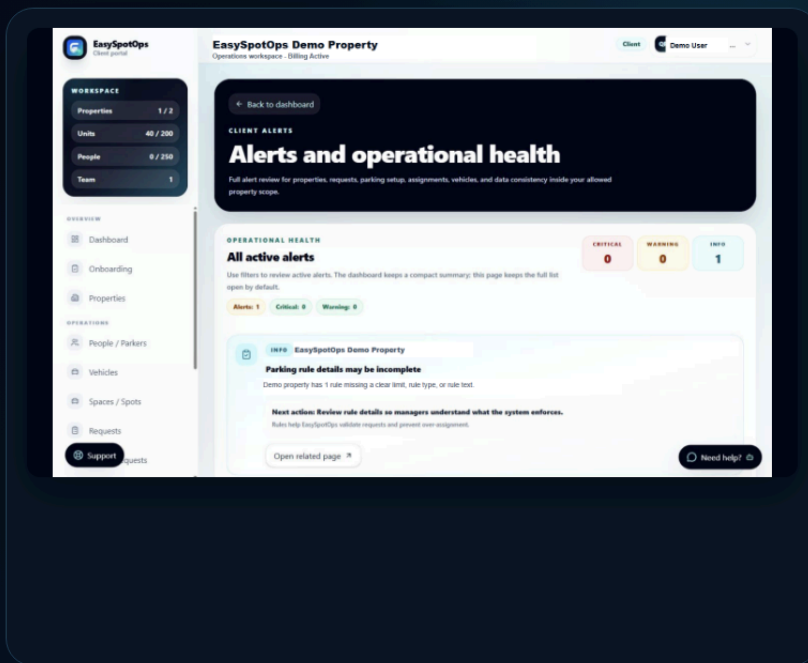 EasySpotOps
Client portal
EasySpotOps Demo Property
Operations workspace - Billing Active
Client
Demo User
...
WORKSPACE
Properties 1 / 2
Units 40 / 200
People 0 / 250
Team 1
OVERVIEW
Dashboard
Onboarding
Properties
OPERATIONS
People / Parkers
Vehicles
Spaces / Spots
Requests
quests
Support
← Back to dashboard
CLIENT ALERTS
Alerts and operational health
Full alert review for properties, requests, parking setup, assignments, vehicles, and data consistency inside your allowed
property scope.
OPERATIONAL HEALTH
All active alerts
Use filters to review active alerts. The dashboard keeps a compact summary; this page keeps the full list
open by default.
Alerts: 1 Critical: 0 Warning: 0
CRITICAL
0
WARNING
0
INFO
1
INFO EasySpotOps Demo Property
Parking rule details may be incomplete
Demo property has 1 rule missing a clear limit, rule type, or rule text.
Next action: Review rule details so managers understand what the system enforces.
Rules help EasySpotOps validate requests and prevent over-assignment.
Open related page ↗
Need help?